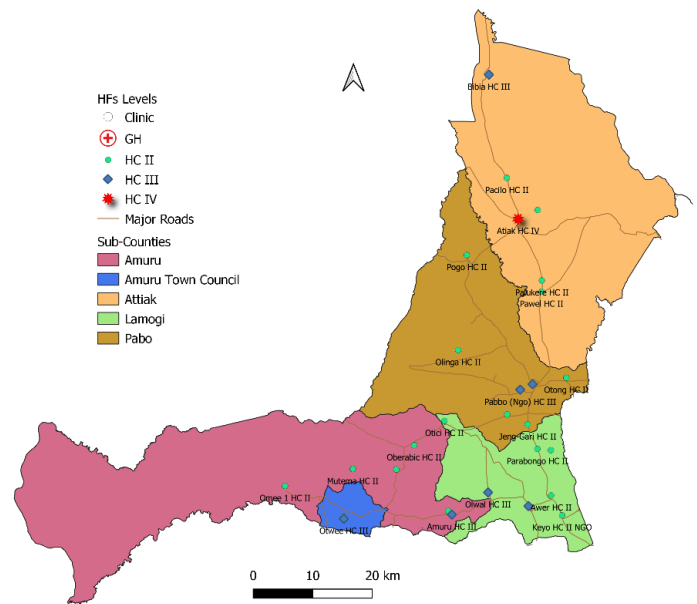 HFs Levels
Clinic
GH
HC II
HC III
HC IV
Major Roads
Sub-Counties
Amuru
Amuru Town Council
Attiak
Lamogi
Pabo
Bibia HC III
Pacilo HC II
Atiak HC IV
Pogo HC II
Palukere HC II
Pawel HC II
Olinga HC II
Otong HC II
Pabbo (Ngo) HC III
Otici HC II
Jeng-Gari HC II
Oberabic HC II
Parabongo HC II
Mutema HC II
Omee 1 HC II
Olwal HC III
Awer HC II
Otwee HC III
Amuru HC III
Keyo HC II NGO
0 10 20 km